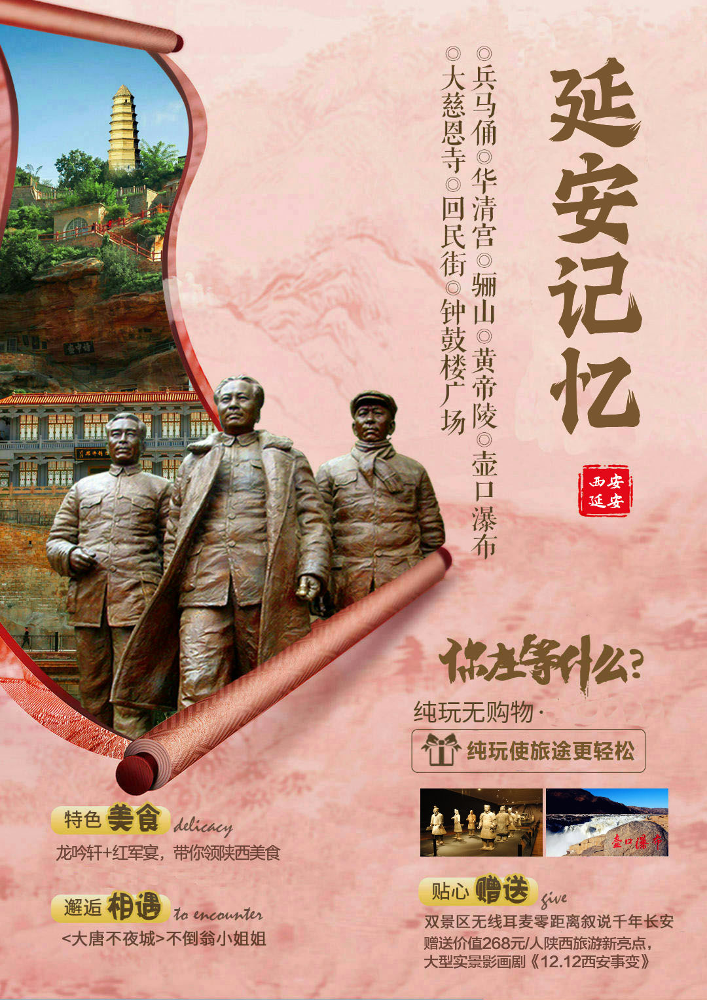 延安记忆
◎兵马俑◎华清宫◎骊山◎黄帝陵◎壶口瀑布
◎大慈恩寺◎回民街◎钟鼓楼广场
西安
延安
你在等什么?
纯玩无购物·
纯玩使旅途更轻松
壶口瀑布
特色美食 delicacy
龙吟轩+红军宴，带你领陕西美食
邂逅相遇 to encounter
<大唐不夜城>不倒翁小姐姐
贴心赠送 give
双景区无线耳麦零距离叙说千年长安
赠送价值268元/人陕西旅游新亮点，
大型实景影画剧《12.12西安事变》